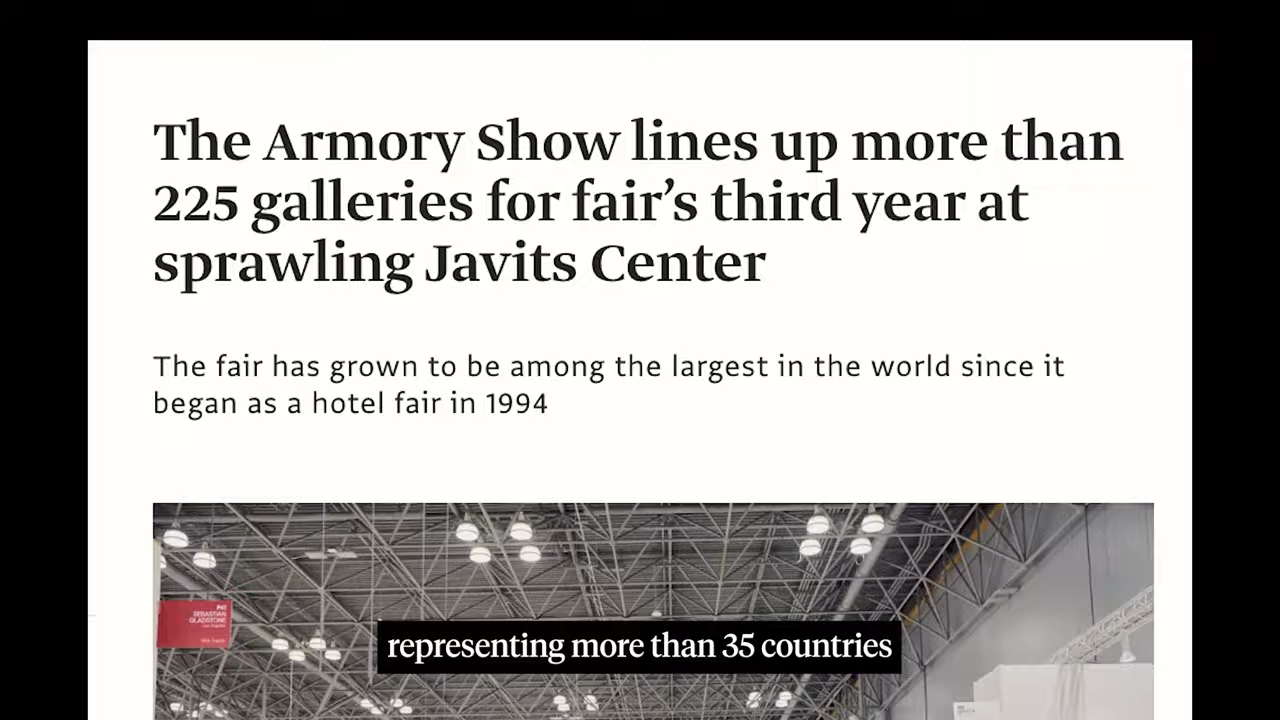 The Armory Show lines up more than
225 galleries for fair's third year at
sprawling Javits Center
The fair has grown to be among the largest in the world since it
began as a hotel fair in 1994
SEBASTIAN
GLADSTONE
representing more than 35 countries